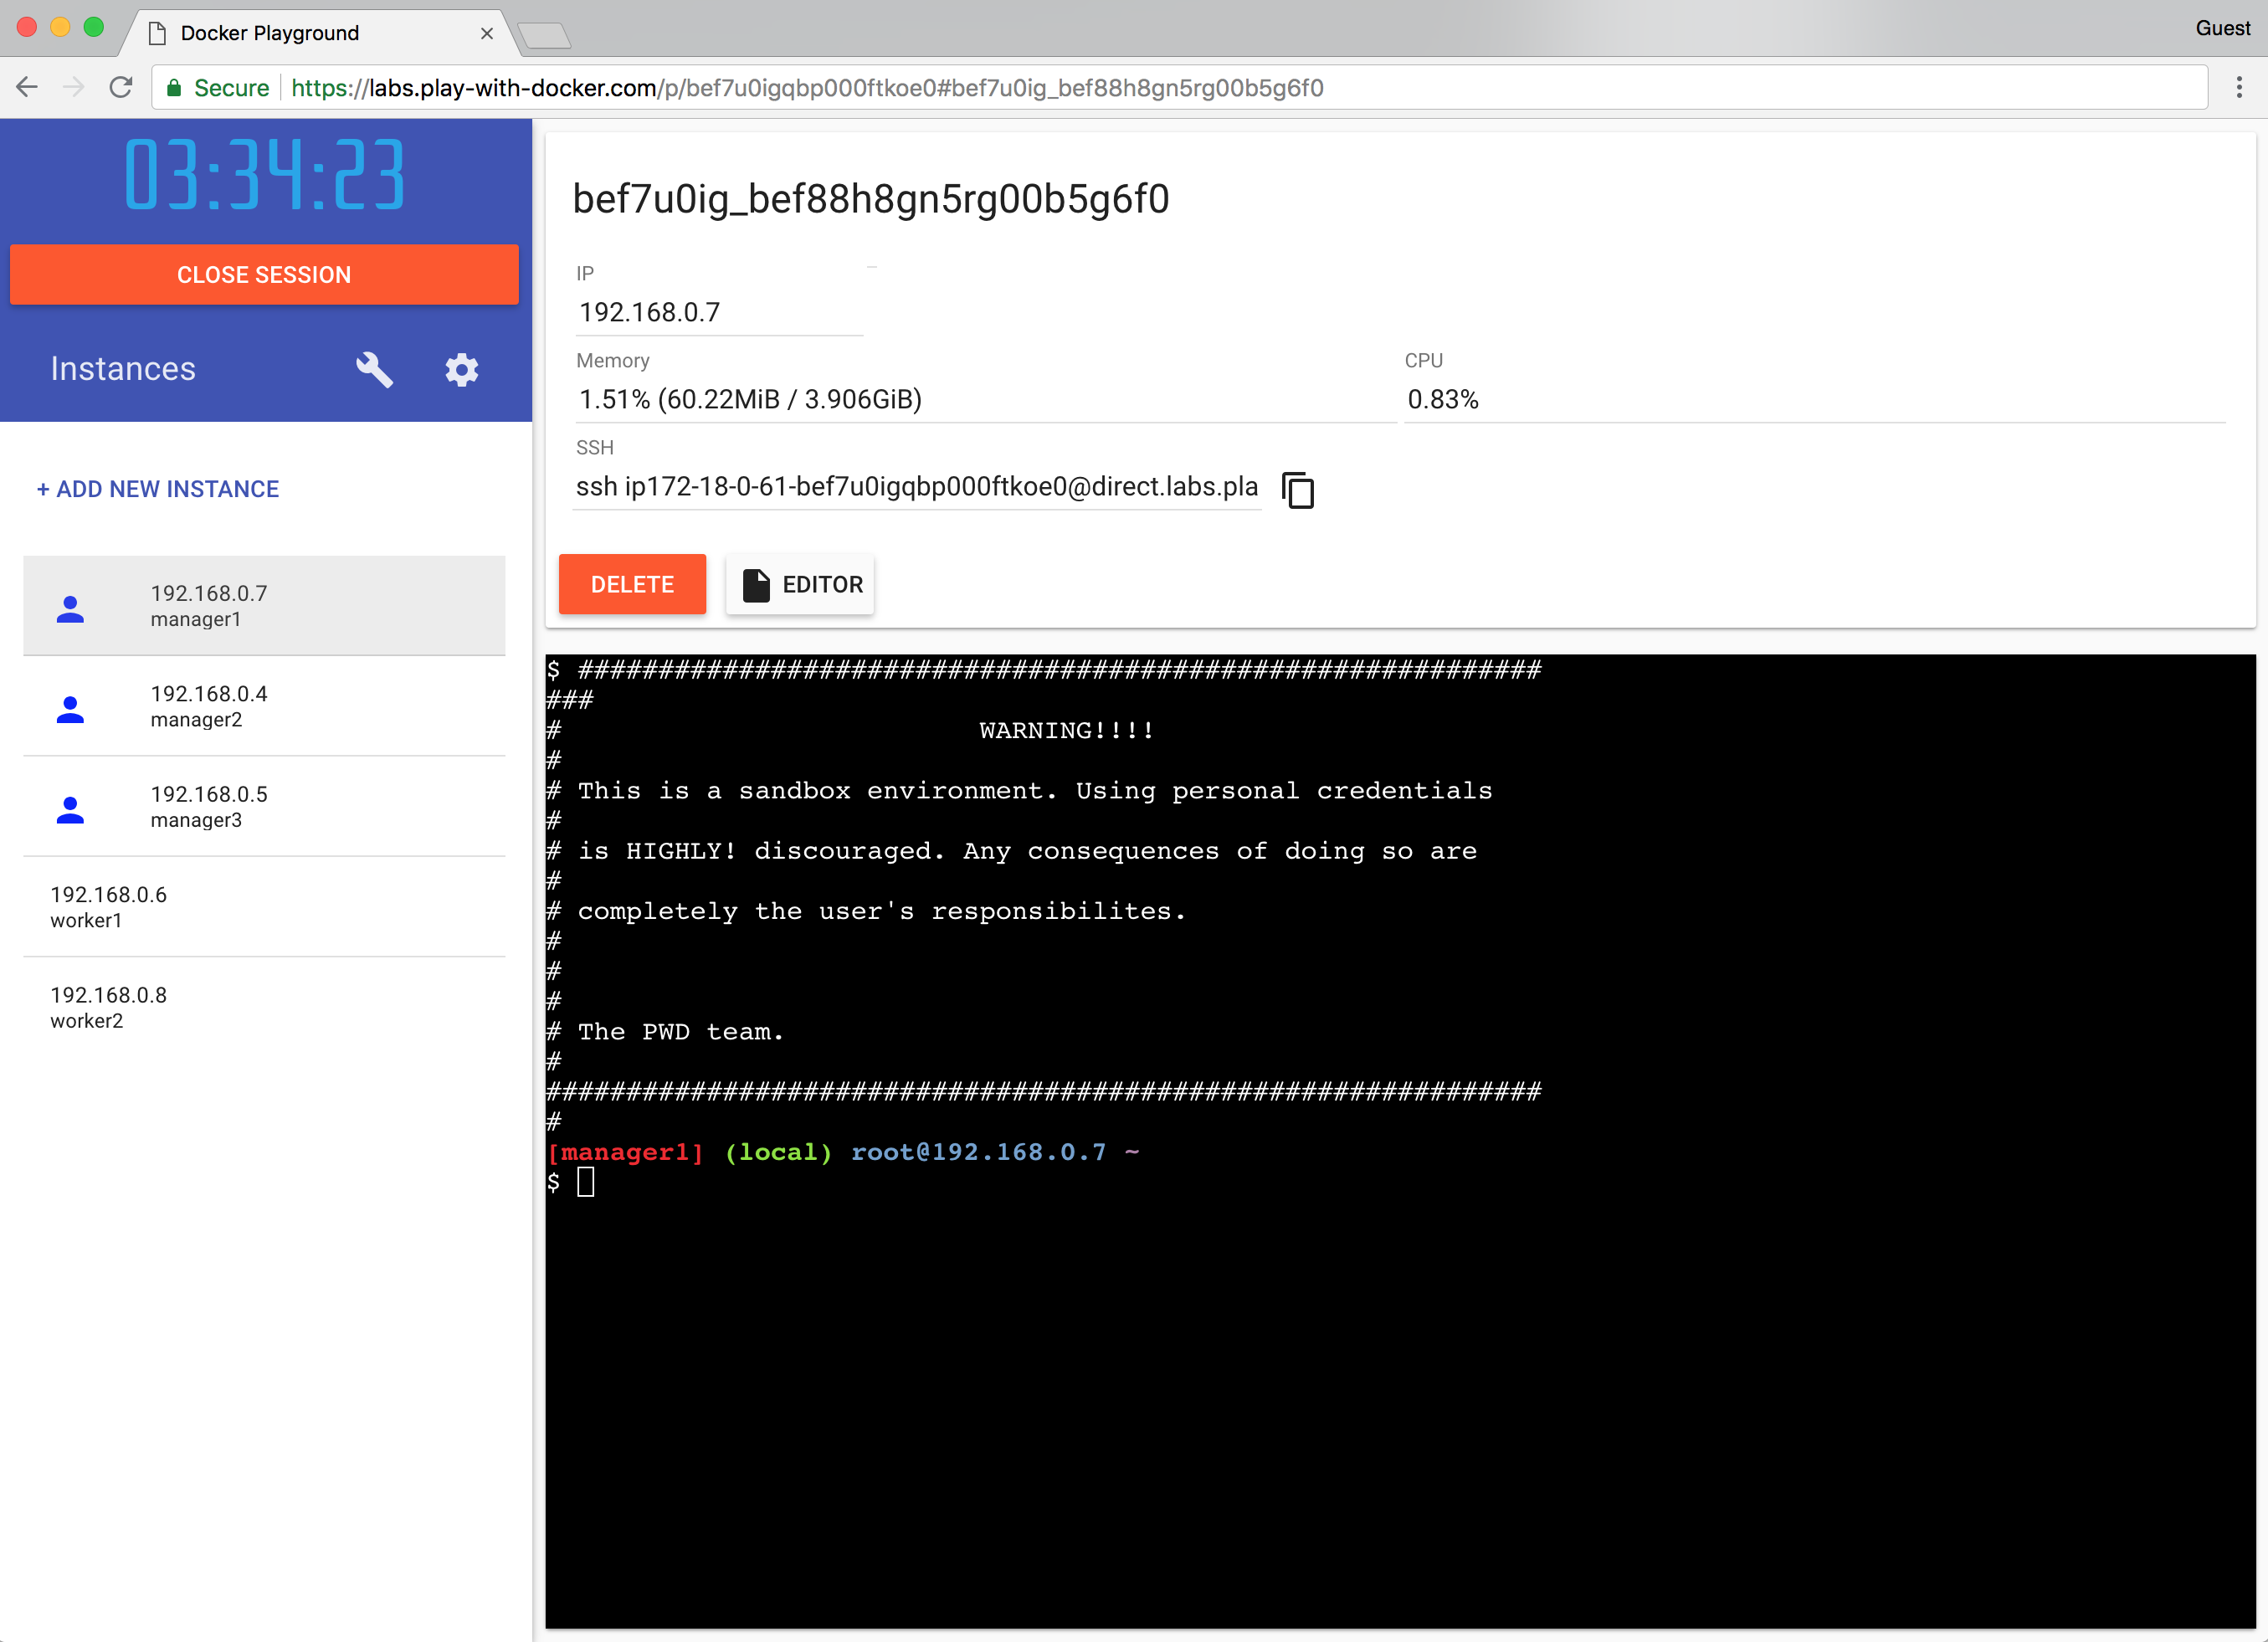 Docker Playground
Guest
Secure
https://labs.play-with-docker.com/p/bef7u0igqbp000ftkoe0#bef7u0ig_bef88h8gn5rg00b5g6f0
03:34:23
CLOSE SESSION
Instances
+ ADD NEW INSTANCE
192.168.0.7
manager1
192.168.0.4
manager2
192.168.0.5
manager3
192.168.0.6
worker1
192.168.0.8
worker2
bef7u0ig_bef88h8gn5rg00b5g6f0
IP
192.168.0.7
Memory
1.51% (60.22MiB / 3.906GiB)
CPU
0.83%
SSH
ssh ip172-18-0-61-bef7u0igqbp000ftkoe0@direct.labs.pla
DELETE
EDITOR
$ ############################################################
###
# WARNING!!!!
#
# This is a sandbox environment. Using personal credentials
#
# is HIGHLY! discouraged. Any consequences of doing so are
#
# completely the user's responsibilites.
#
#
#
# The PWD team.
#
##############################################################
#
[manager1] (local) root@192.168.0.7 ~
$